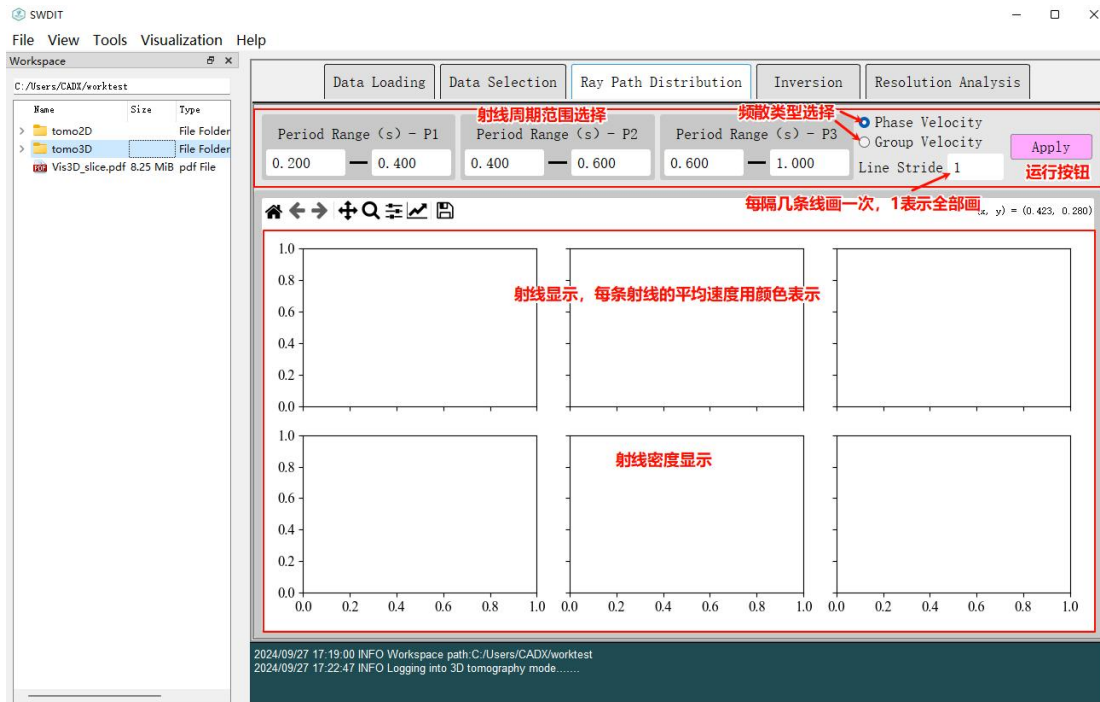 SWDIT
File View Tools Visualization Help
Workspace
C:/Users/CADX/worktest
Name Size Type
tomo2D File Folder
tomo3D File Folder
Vis3D_slice.pdf 8.25 MiB pdf File
Data Loading Data Selection Ray Path Distribution Inversion Resolution Analysis
射线周期范围选择 频散类型选择
Period Range (s) - P1 Period Range (s) - P2 Period Range (s) - P3
0.200 0.400 0.400 0.600 0.600 1.000
Phase Velocity
Group Velocity
Line Stride 1
Apply
运行按钮
每隔几条线画一次，1表示全部画
y) = (0.423, 0.280)
1.0
0.8
射线显示，每条射线的平均速度用颜色表示
0.6
0.4
0.2
0.0
1.0
射线密度显示
0.8
0.6
0.4
0.2
0.0
0.0 0.2 0.4 0.6 0.8 1.0 0.0 0.2 0.4 0.6 0.8 1.0 0.0 0.2 0.4 0.6 0.8 1.0
2024/09/27 17:19:00 INFO Workspace path:C:/Users/CADX/worktest
2024/09/27 17:22:47 INFO Logging into 3D tomography mode.......